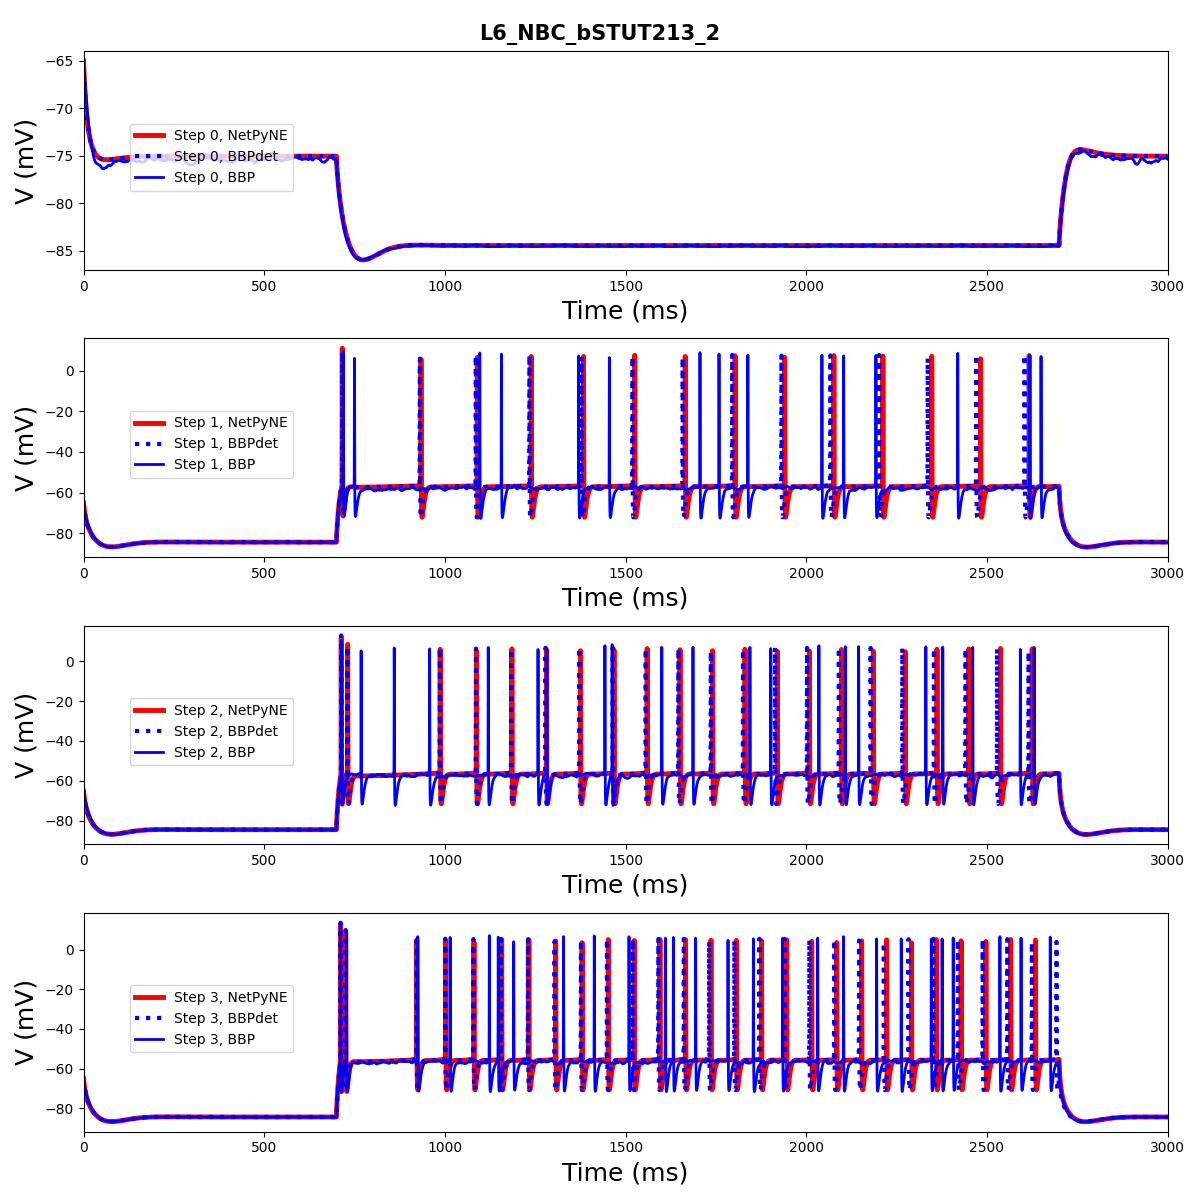 L6_NBC_bSTUT213_2
−65
−70
−75
−80
−85
V (mV)
Step 0, NetPyNE
Step 0, BBPdet
Step 0, BBP
0 500 1000 1500 2000 2500 3000
Time (ms)
0
−20
−40
−60
−80
V (mV)
Step 1, NetPyNE
Step 1, BBPdet
Step 1, BBP
0 500 1000 1500 2000 2500 3000
Time (ms)
0
−20
−40
−60
−80
V (mV)
Step 2, NetPyNE
Step 2, BBPdet
Step 2, BBP
0 500 1000 1500 2000 2500 3000
Time (ms)
0
−20
−40
−60
−80
V (mV)
Step 3, NetPyNE
Step 3, BBPdet
Step 3, BBP
0 500 1000 1500 2000 2500 3000
Time (ms)